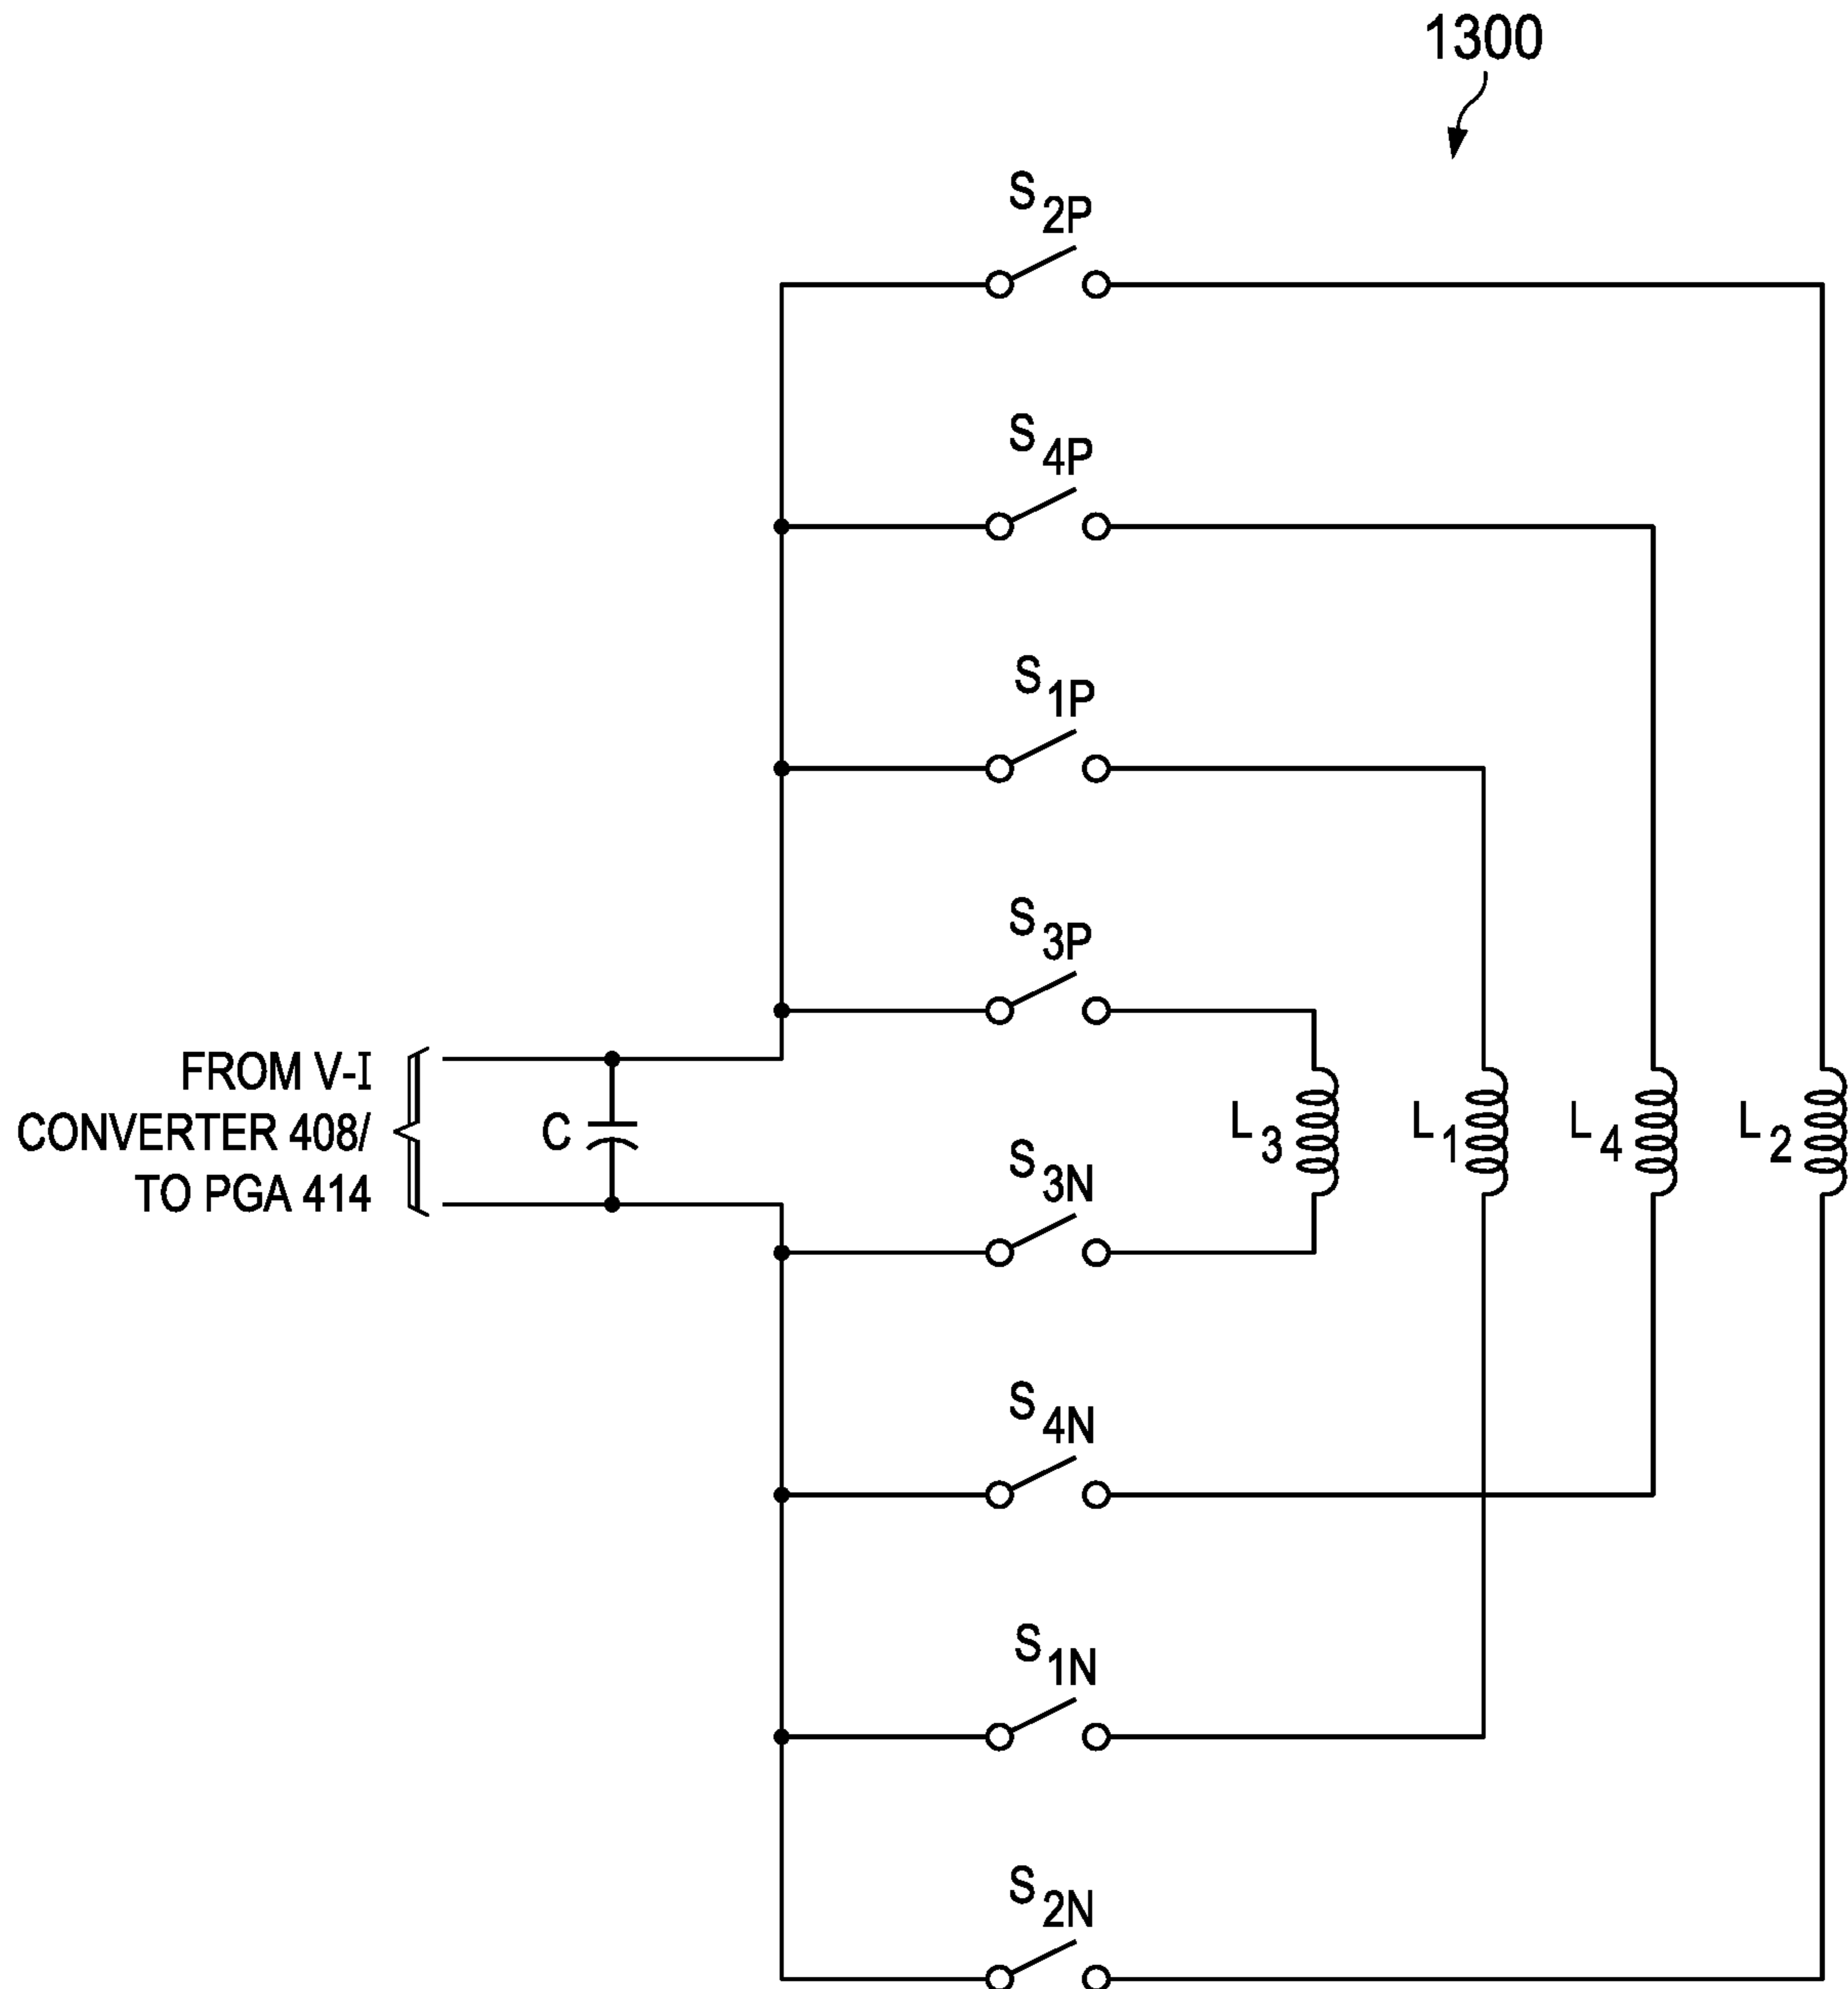 1300
S2P
S4P
S1P
S3P
FROM V-I
CONVERTER 408/
TO PGA 414
C
S3N
L3
L1
L4
L2
S4N
S1N
S2N